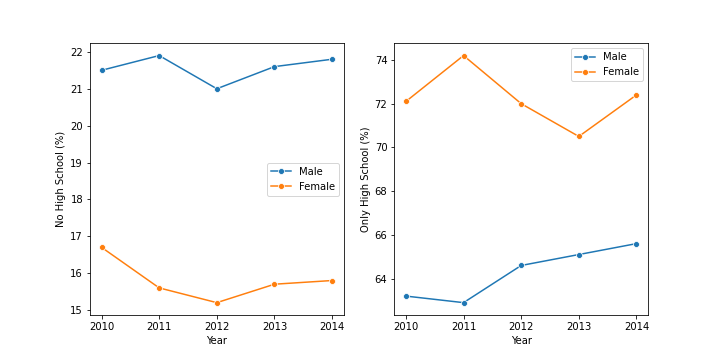 22
21
20
19
18
17
16
15
No High School (%)
Male
Female
2010 2011 2012 2013 2014
Year
74
72
70
68
66
64
Only High School (%)
Male
Female
2010 2011 2012 2013 2014
Year